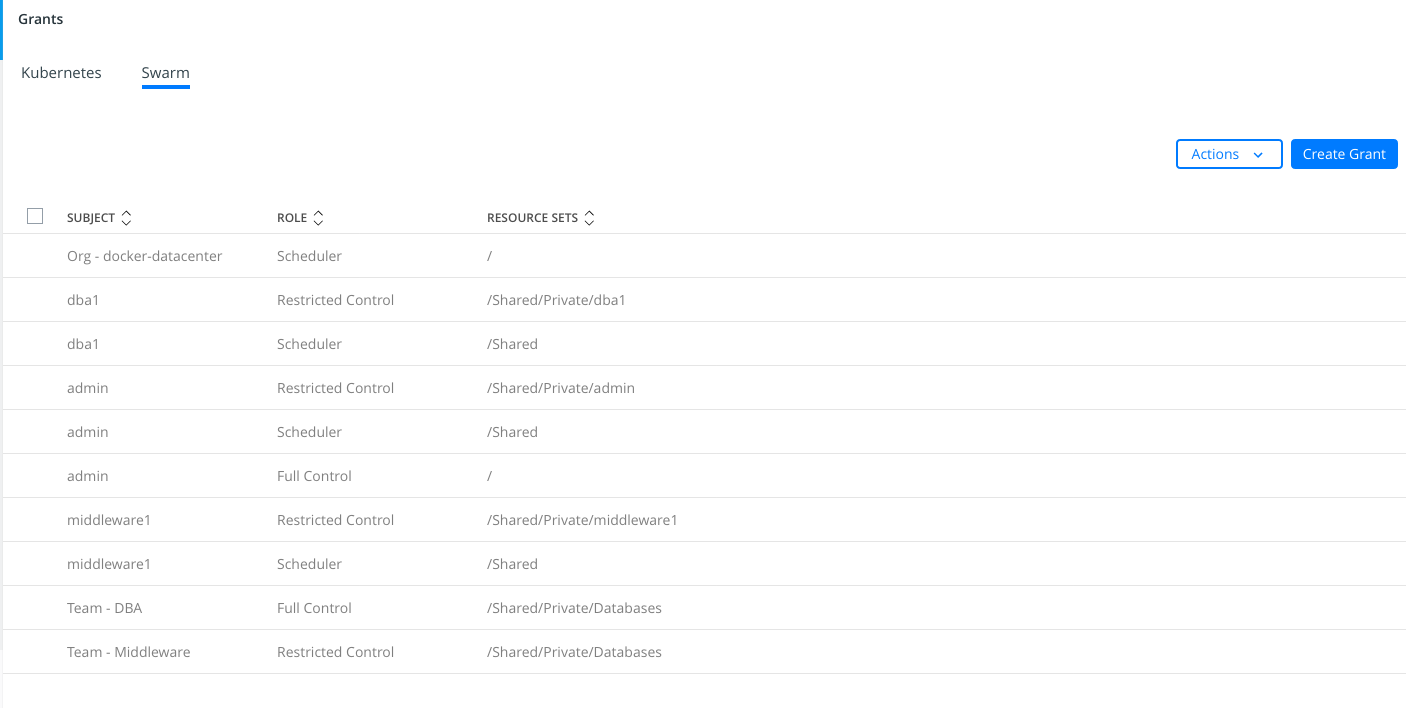 Grants
Kubernetes Swarm
Actions Create Grant
SUBJECT ROLE RESOURCE SETS
Org - docker-datacenter Scheduler /
dba1 Restricted Control /Shared/Private/dba1
dba1 Scheduler /Shared
admin Restricted Control /Shared/Private/admin
admin Scheduler /Shared
admin Full Control /
middleware1 Restricted Control /Shared/Private/middleware1
middleware1 Scheduler /Shared
Team - DBA Full Control /Shared/Private/Databases
Team - Middleware Restricted Control /Shared/Private/Databases